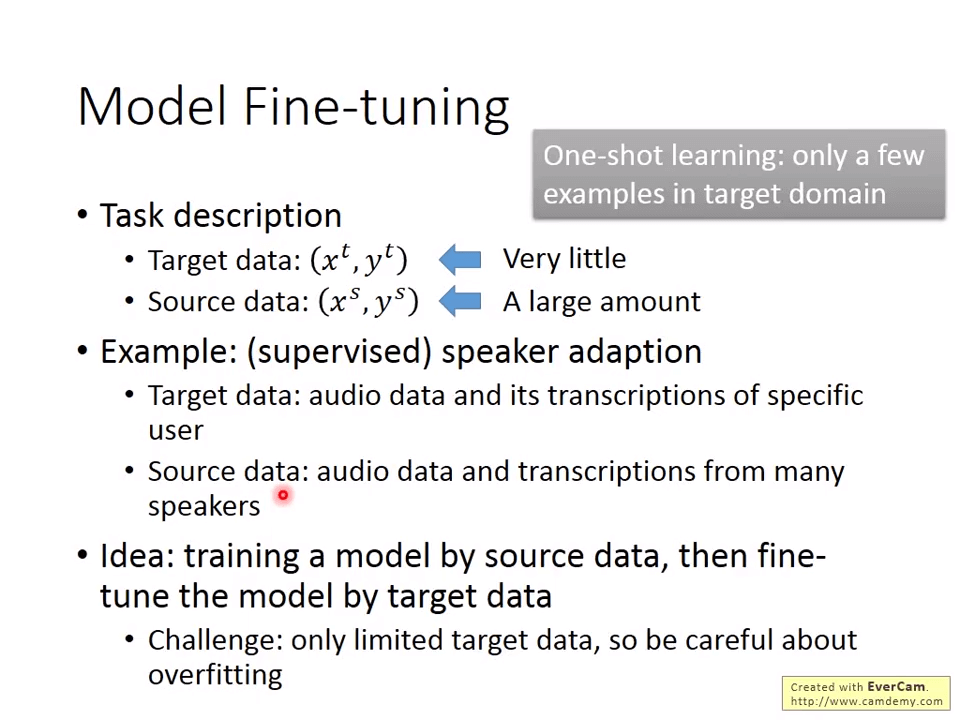 Model Fine-tuning
One-shot learning: only a few
examples in target domain
• Task description
• Target data: (xᵗ, yᵗ) Very little
• Source data: (xˢ, yˢ) A large amount
• Example: (supervised) speaker adaption
• Target data: audio data and its transcriptions of specific
user
• Source data: audio data and transcriptions from many
speakers
• Idea: training a model by source data, then fine-
tune the model by target data
• Challenge: only limited target data, so be careful about
overfitting
Created with EverCam.
http://www.camdemy.com